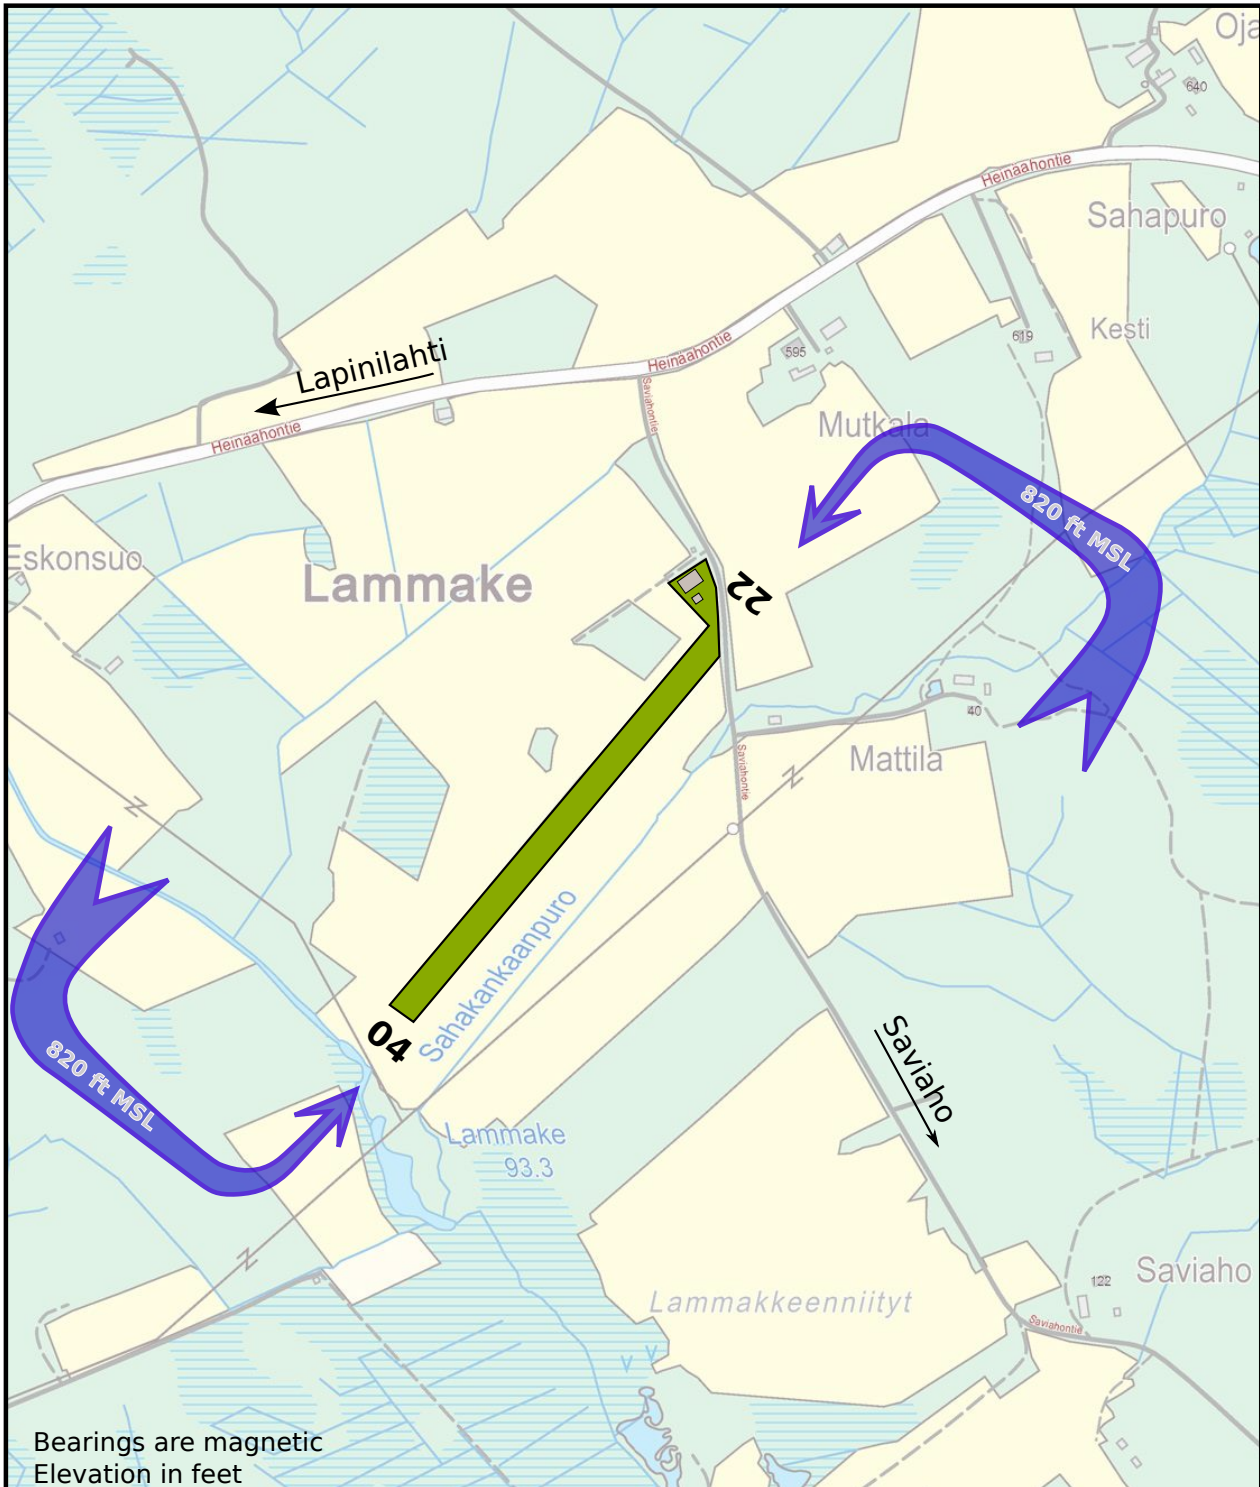 Oja
640
Heinäahontie
Sahapuro
Kesti
619
Heinäahontie
595
Lapinilahti
Saviahontie
Mutkala
Heinäahontie
820 ft MSL
Eskonsuo
Lammake
22
40
Mattila
Saviahontie
Sahakankaanpuro
04
Saviaho
820 ft MSL
Lammake
93.3
Saviaho
122
Lammakkeenniityt
Saviahontie
Bearings are magnetic
Elevation in feet